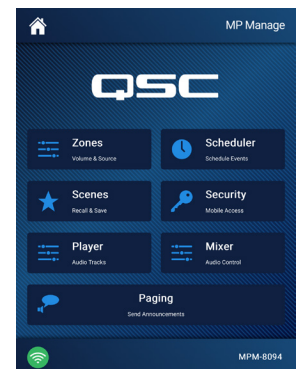 MP Manage
QSC
Zones
Volume & Source
Scheduler
Schedule Events
Scenes
Recall & Save
Security
Mobile Access
Player
Audio Tracks
Mixer
Audio Control
Paging
Send Announcements
MPM-8094